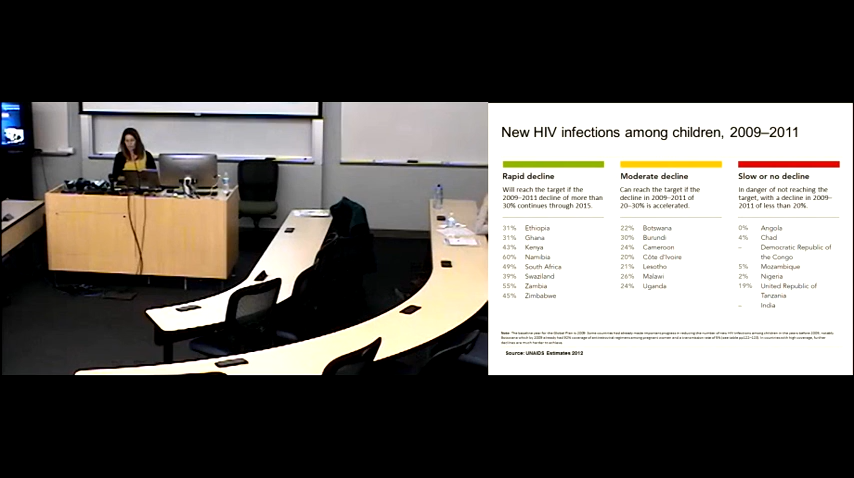 New HIV infections among children, 2009–2011
Rapid decline
Will reach the target if the
2009–2011 decline of more than
30% continues through 2015.
31% Ethiopia
31% Ghana
43% Kenya
60% Namibia
49% South Africa
39% Swaziland
55% Zambia
45% Zimbabwe
Moderate decline
Can reach the target if the
decline in 2009–2011 of
20–30% is accelerated.
22% Botswana
30% Burundi
24% Cameroon
20% Côte d'Ivoire
21% Lesotho
26% Malawi
24% Uganda
Slow or no decline
In danger of not reaching the
target, with a decline in 2009–
2011 of less than 20%.
0% Angola
4% Chad
– Democratic Republic of
the Congo
5% Mozambique
2% Nigeria
19% United Republic of
Tanzania
– India
Source: UNAIDS Estimates 2012